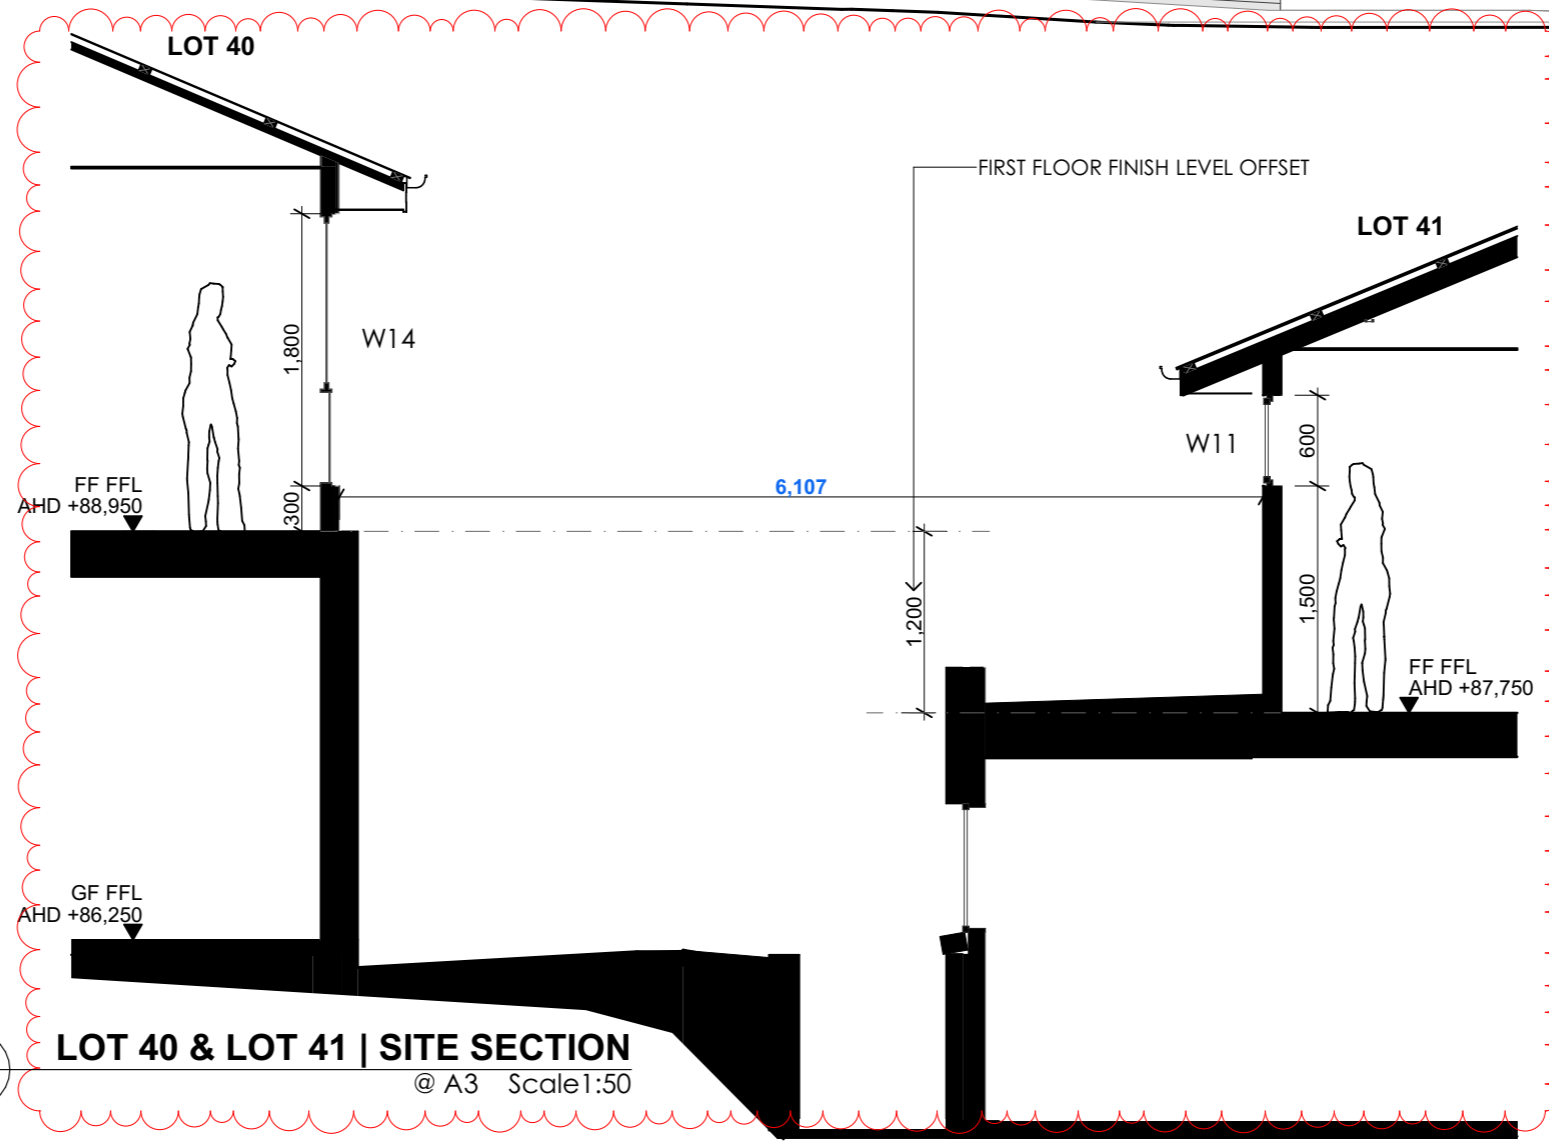 LOT 40
FIRST FLOOR FINISH LEVEL OFFSET
LOT 41
1,800
W14
W11
600
FF FFL
AHD +88,950
300
6,107
1,200
1,500
FF FFL
AHD +87,750
GF FFL
AHD +86,250
LOT 40 & LOT 41 | SITE SECTION
@ A3 Scale1:50